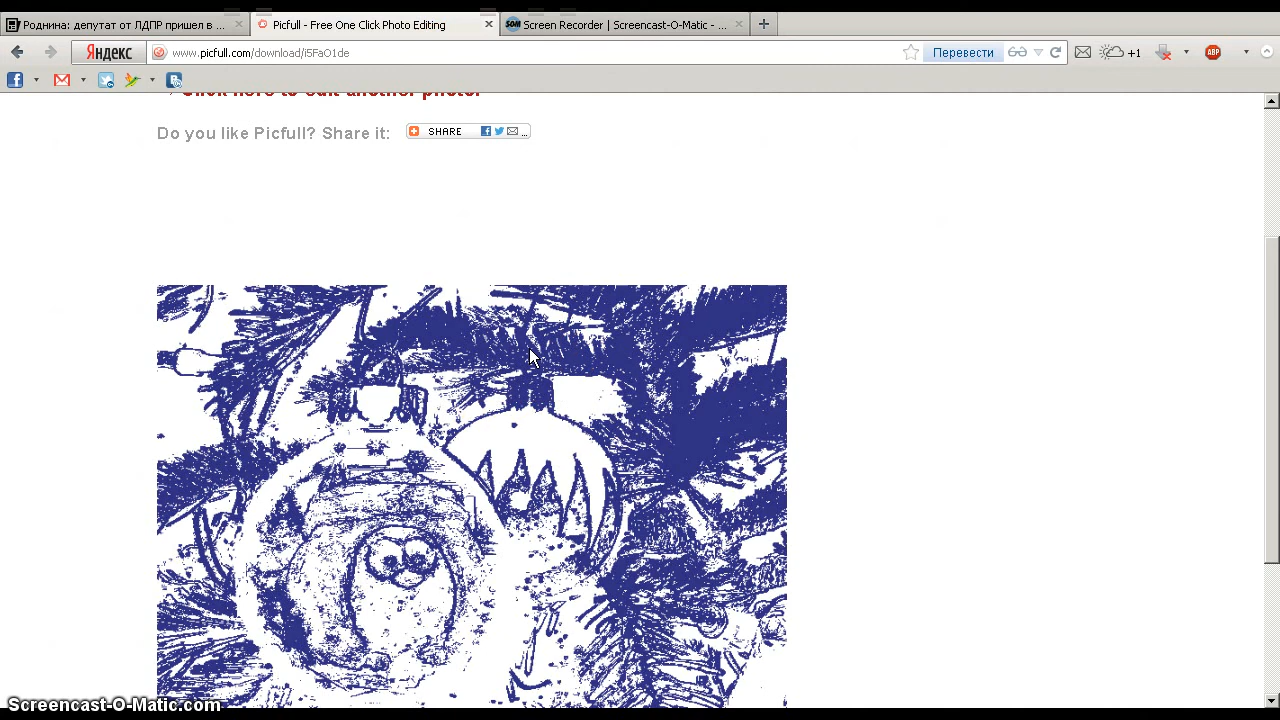 Роднина: депутат от ЛДПР пришел в ...
Picfull - Free One Click Photo Editing
SOM Screen Recorder | Screencast-O-Matic - ...
Яндекс
www.picfull.com/download/i5FaO1de
Перевести
+1
ABP
Click here to edit another photo!
Do you like Picfull? Share it:
SHARE
...
Screencast-O-Matic.com